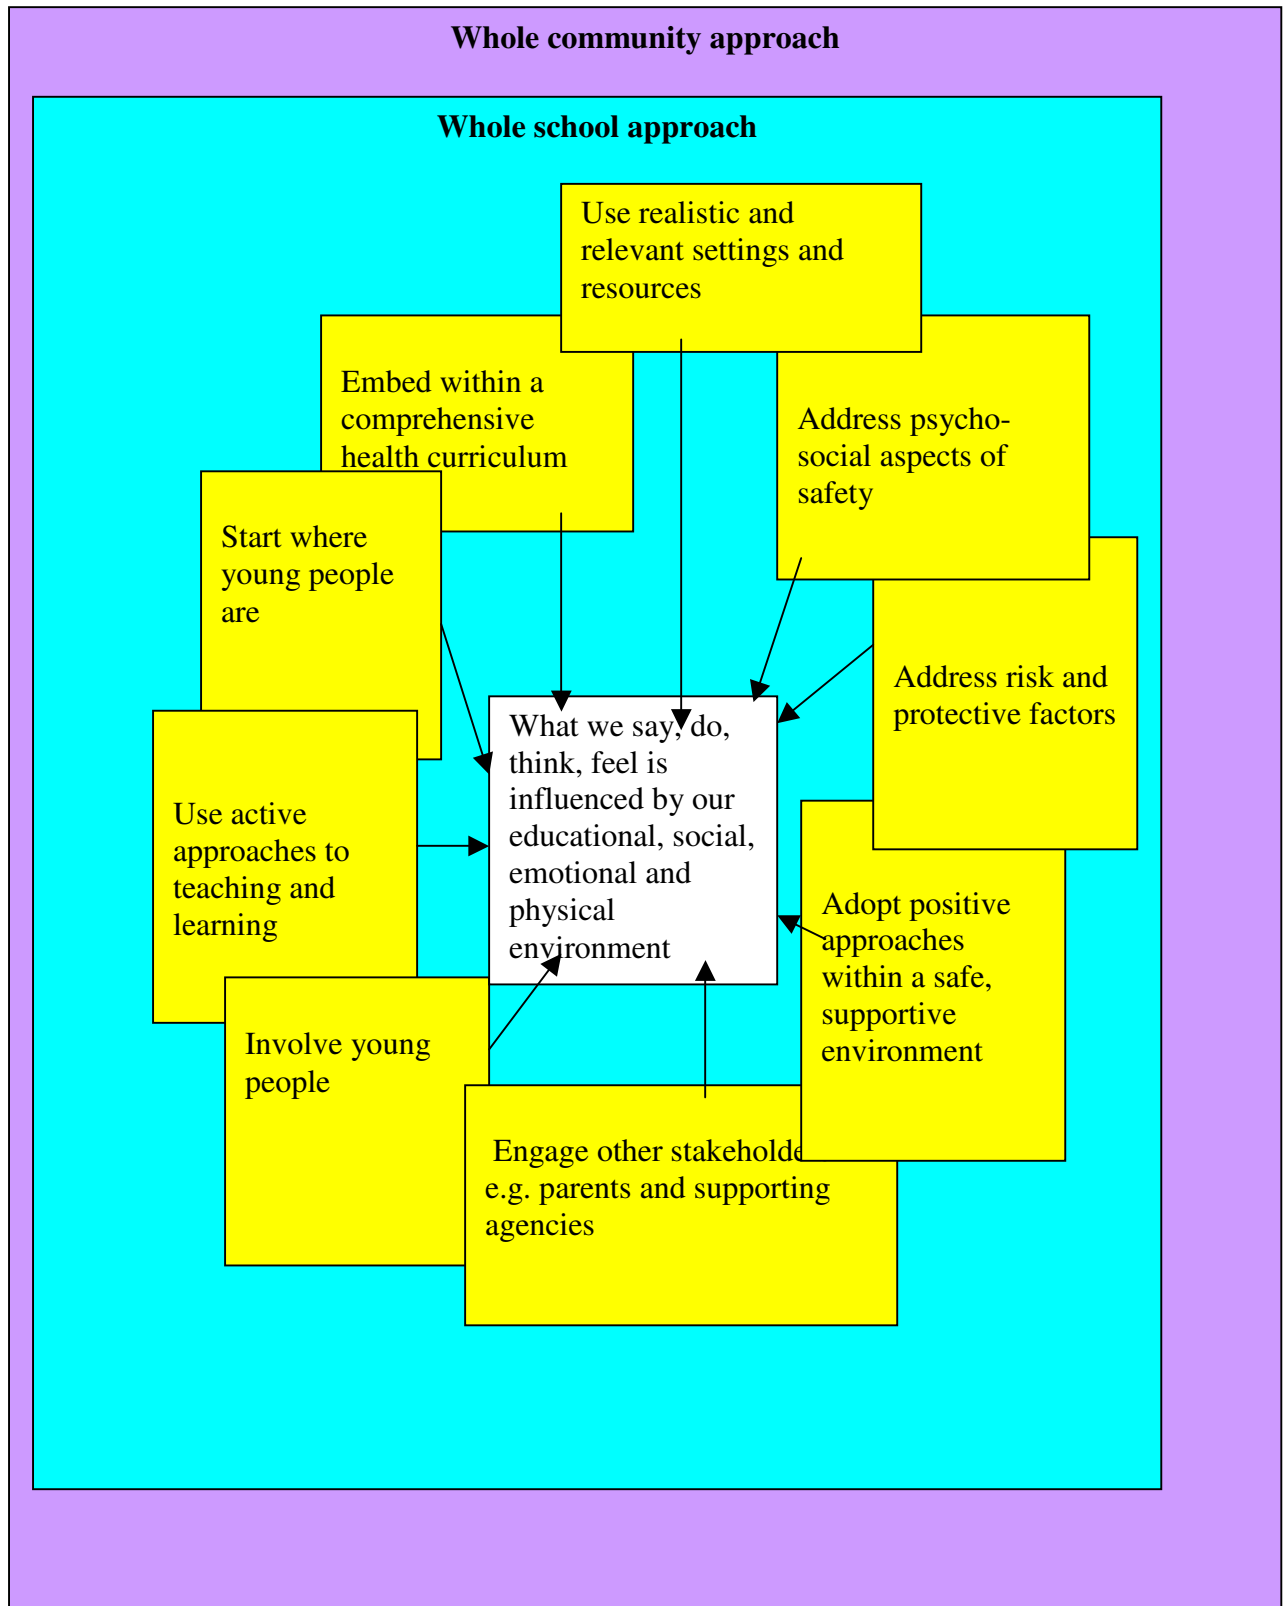 Whole community approach
Whole school approach
Use realistic and
relevant settings and
resources
Embed within a
comprehensive
health curriculum
Address psycho-
social aspects of
safety
Start where
young people
are
Address risk and
protective factors
What we say, do,
think, feel is
influenced by our
educational, social,
emotional and
physical
environment
Use active
approaches to
teaching and
learning
Adopt positive
approaches
within a safe,
supportive
environment
Involve young
people
Engage other stakeholde
e.g. parents and supporting
agencies